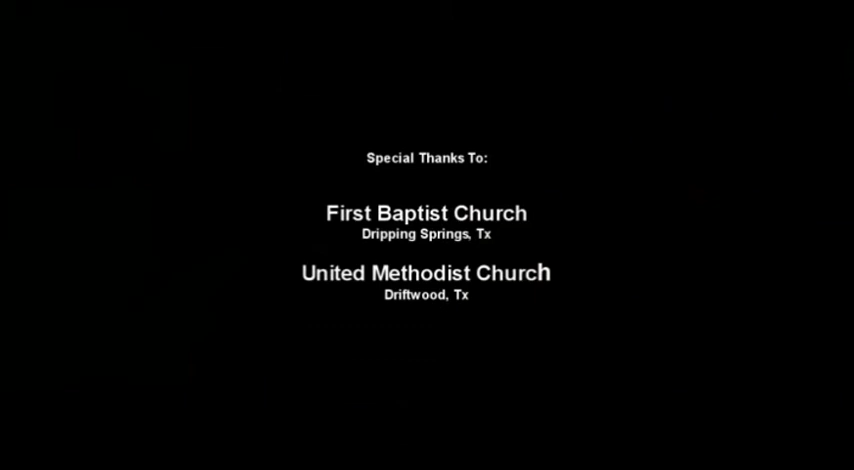 Special Thanks To:
First Baptist Church
Dripping Springs, Tx
United Methodist Church
Driftwood, Tx